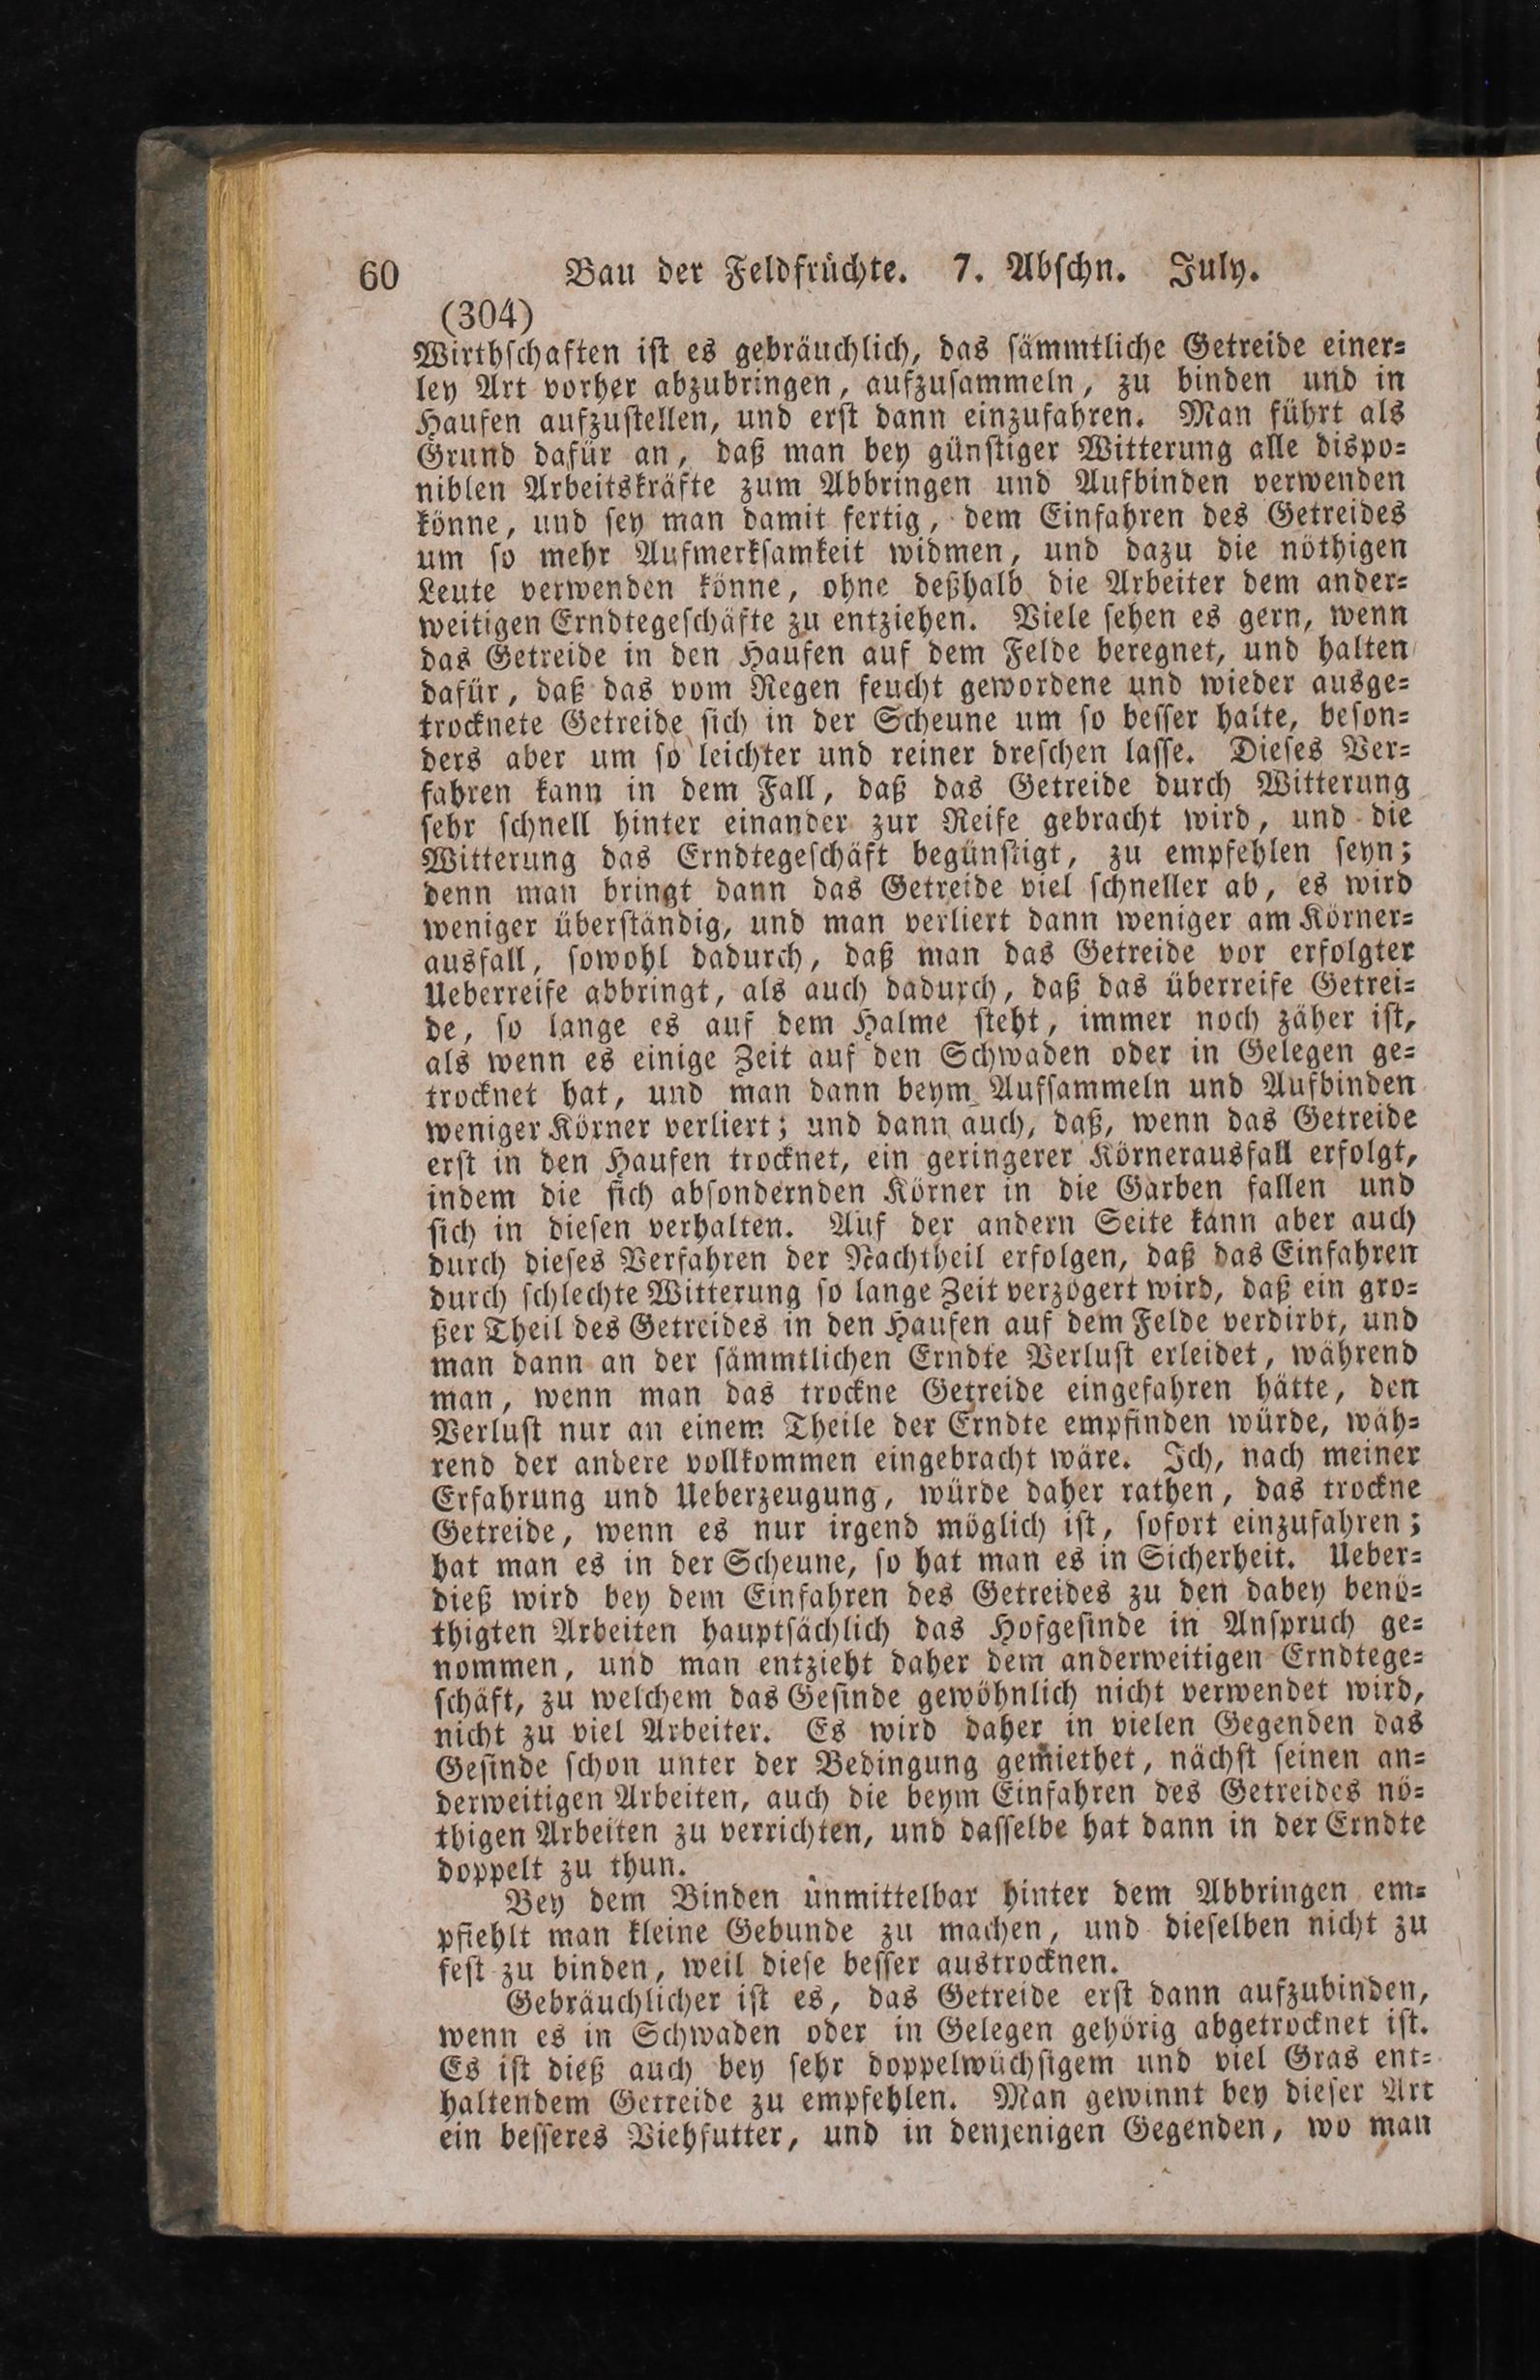 60 Bau der Feldfrüchte. 7. Abschn. July.
(304)
Wirthschaften ist es gebräuchlich, das sämmtliche Getreide einer=
ley Art vorher abzubringen, aufzusammeln, zu binden und in
Haufen aufzustellen, und erst dann einzufahren. Man führt als
Grund dafür an, daß man bey günstiger Witterung alle dispo=
niblen Arbeitskräfte zum Abbringen und Aufbinden verwenden
könne, und sey man damit fertig, dem Einfahren des Getreides
um so mehr Aufmerksamkeit widmen, und dazu die nöthigen
Leute verwenden könne, ohne deßhalb die Arbeiter dem ander=
weitigen Erndtegeschäfte zu entziehen. Viele sehen es gern, wenn
das Getreide in den Haufen auf dem Felde beregnet, und halten
dafür, daß das vom Regen feucht gewordene und wieder ausge=
trocknete Getreide sich in der Scheune um so besser halte, beson=
ders aber um so leichter und reiner dreschen lasse. Dieses Ver=
fahren kann in dem Fall, daß das Getreide durch Witterung
sehr schnell hinter einander zur Reife gebracht wird, und die
Witterung das Erndtegeschäft begünstigt, zu empfehlen seyn;
denn man bringt dann das Getreide viel schneller ab, es wird
weniger überständig, und man verliert dann weniger am Körner=
ausfall, sowohl dadurch, daß man das Getreide vor erfolgter
Ueberreife abbringt, als auch dadurch, daß das überreife Getrei=
de, so lange es auf dem Halme steht, immer noch zäher ist,
als wenn es einige Zeit auf den Schwaden oder in Gelegen ge=
trocknet hat, und man dann beym Aufsammeln und Aufbinden
weniger Körner verliert; und dann auch, daß, wenn das Getreide
erst in den Haufen trocknet, ein geringerer Körnerausfall erfolgt,
indem die sich absondernden Körner in die Garben fallen und
sich in diesen verhalten. Auf der andern Seite kann aber auch
durch dieses Verfahren der Nachtheil erfolgen, daß das Einfahren
durch schlechte Witterung so lange Zeit verzögert wird, daß ein gro=
ßer Theil des Getreides in den Haufen auf dem Felde verdirbt, und
man dann an der sämmtlichen Erndte Verlust erleidet, während
man, wenn man das trockne Getreide eingefahren hätte, den
Verlust nur an einem Theile der Erndte empfinden würde, wäh=
rend der andere vollkommen eingebracht wäre. Ich, nach meiner
Erfahrung und Ueberzeugung, würde daher rathen, das trockne
Getreide, wenn es nur irgend möglich ist, sofort einzufahren;
hat man es in der Scheune, so hat man es in Sicherheit. Ueber=
dieß wird bey dem Einfahren des Getreides zu den dabey benö=
thigten Arbeiten hauptsächlich das Hofgesinde in Anspruch ge=
nommen, und man entzieht daher dem anderweitigen Erndtege=
schäft, zu welchem das Gesinde gewöhnlich nicht verwendet wird,
nicht zu viel Arbeiter. Es wird daher in vielen Gegenden das
Gesinde schon unter der Bedingung gemiethet, nächst seinen an=
derweitigen Arbeiten, auch die beym Einfahren des Getreides nö=
thigen Arbeiten zu verrichten, und dasselbe hat dann in der Erndte
doppelt zu thun.
Bey dem Binden unmittelbar hinter dem Abbringen em=
pfiehlt man kleine Gebunde zu machen, und dieselben nicht zu
fest zu binden, weil diese besser austrocknen.
Gebräuchlicher ist es, das Getreide erst dann aufzubinden,
wenn es in Schwaden oder in Gelegen gehörig abgetrocknet ist.
Es ist dieß auch bey sehr doppelwüchsigem und viel Gras ent=
haltendem Getreide zu empfehlen. Man gewinnt bey dieser Art
ein besseres Viehfutter, und in denjenigen Gegenden, wo man